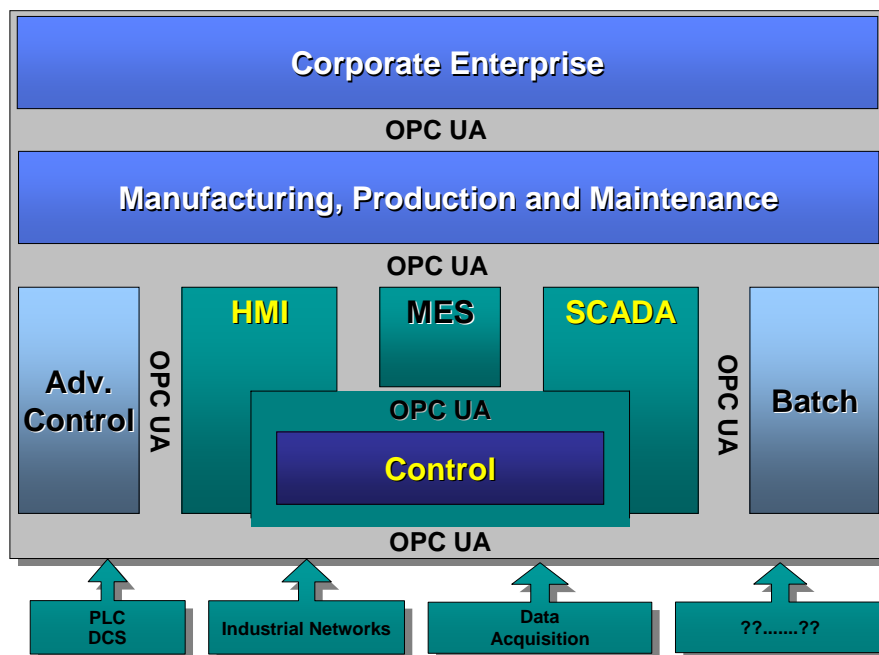 Corporate Enterprise
OPC UA
Manufacturing, Production and Maintenance
OPC UA
HMI
MES
SCADA
Adv.
Control
OPC UA
OPC UA
Control
OPC UA
Batch
OPC UA
PLC
DCS
Industrial Networks
Data
Acquisition
??.......??